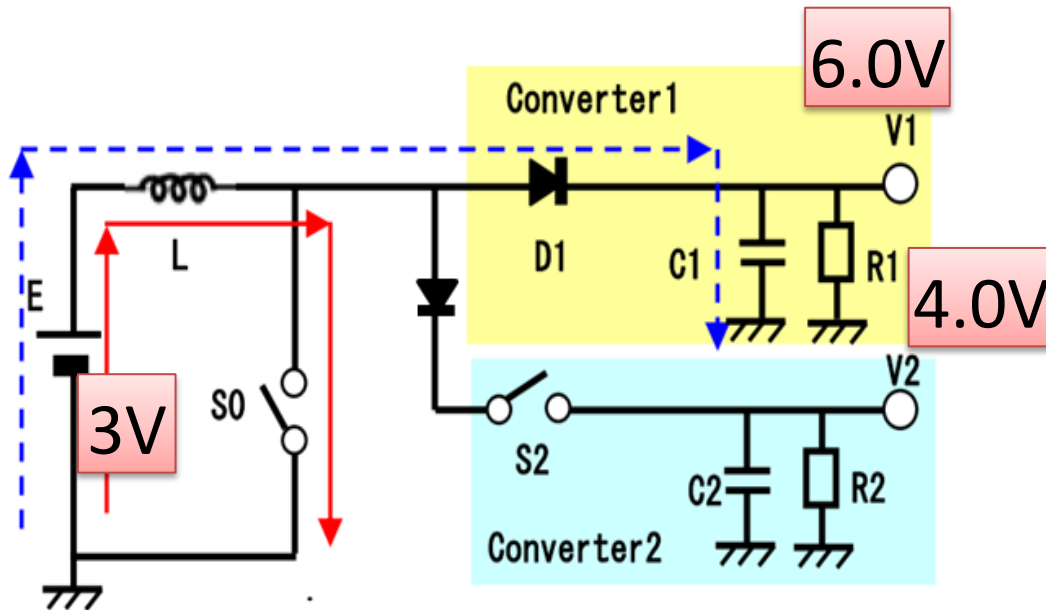 6.0V
Converter1
V1
D1
C1
R1
L
E
4.0V
3V
S0
V2
S2
C2
R2
Converter2